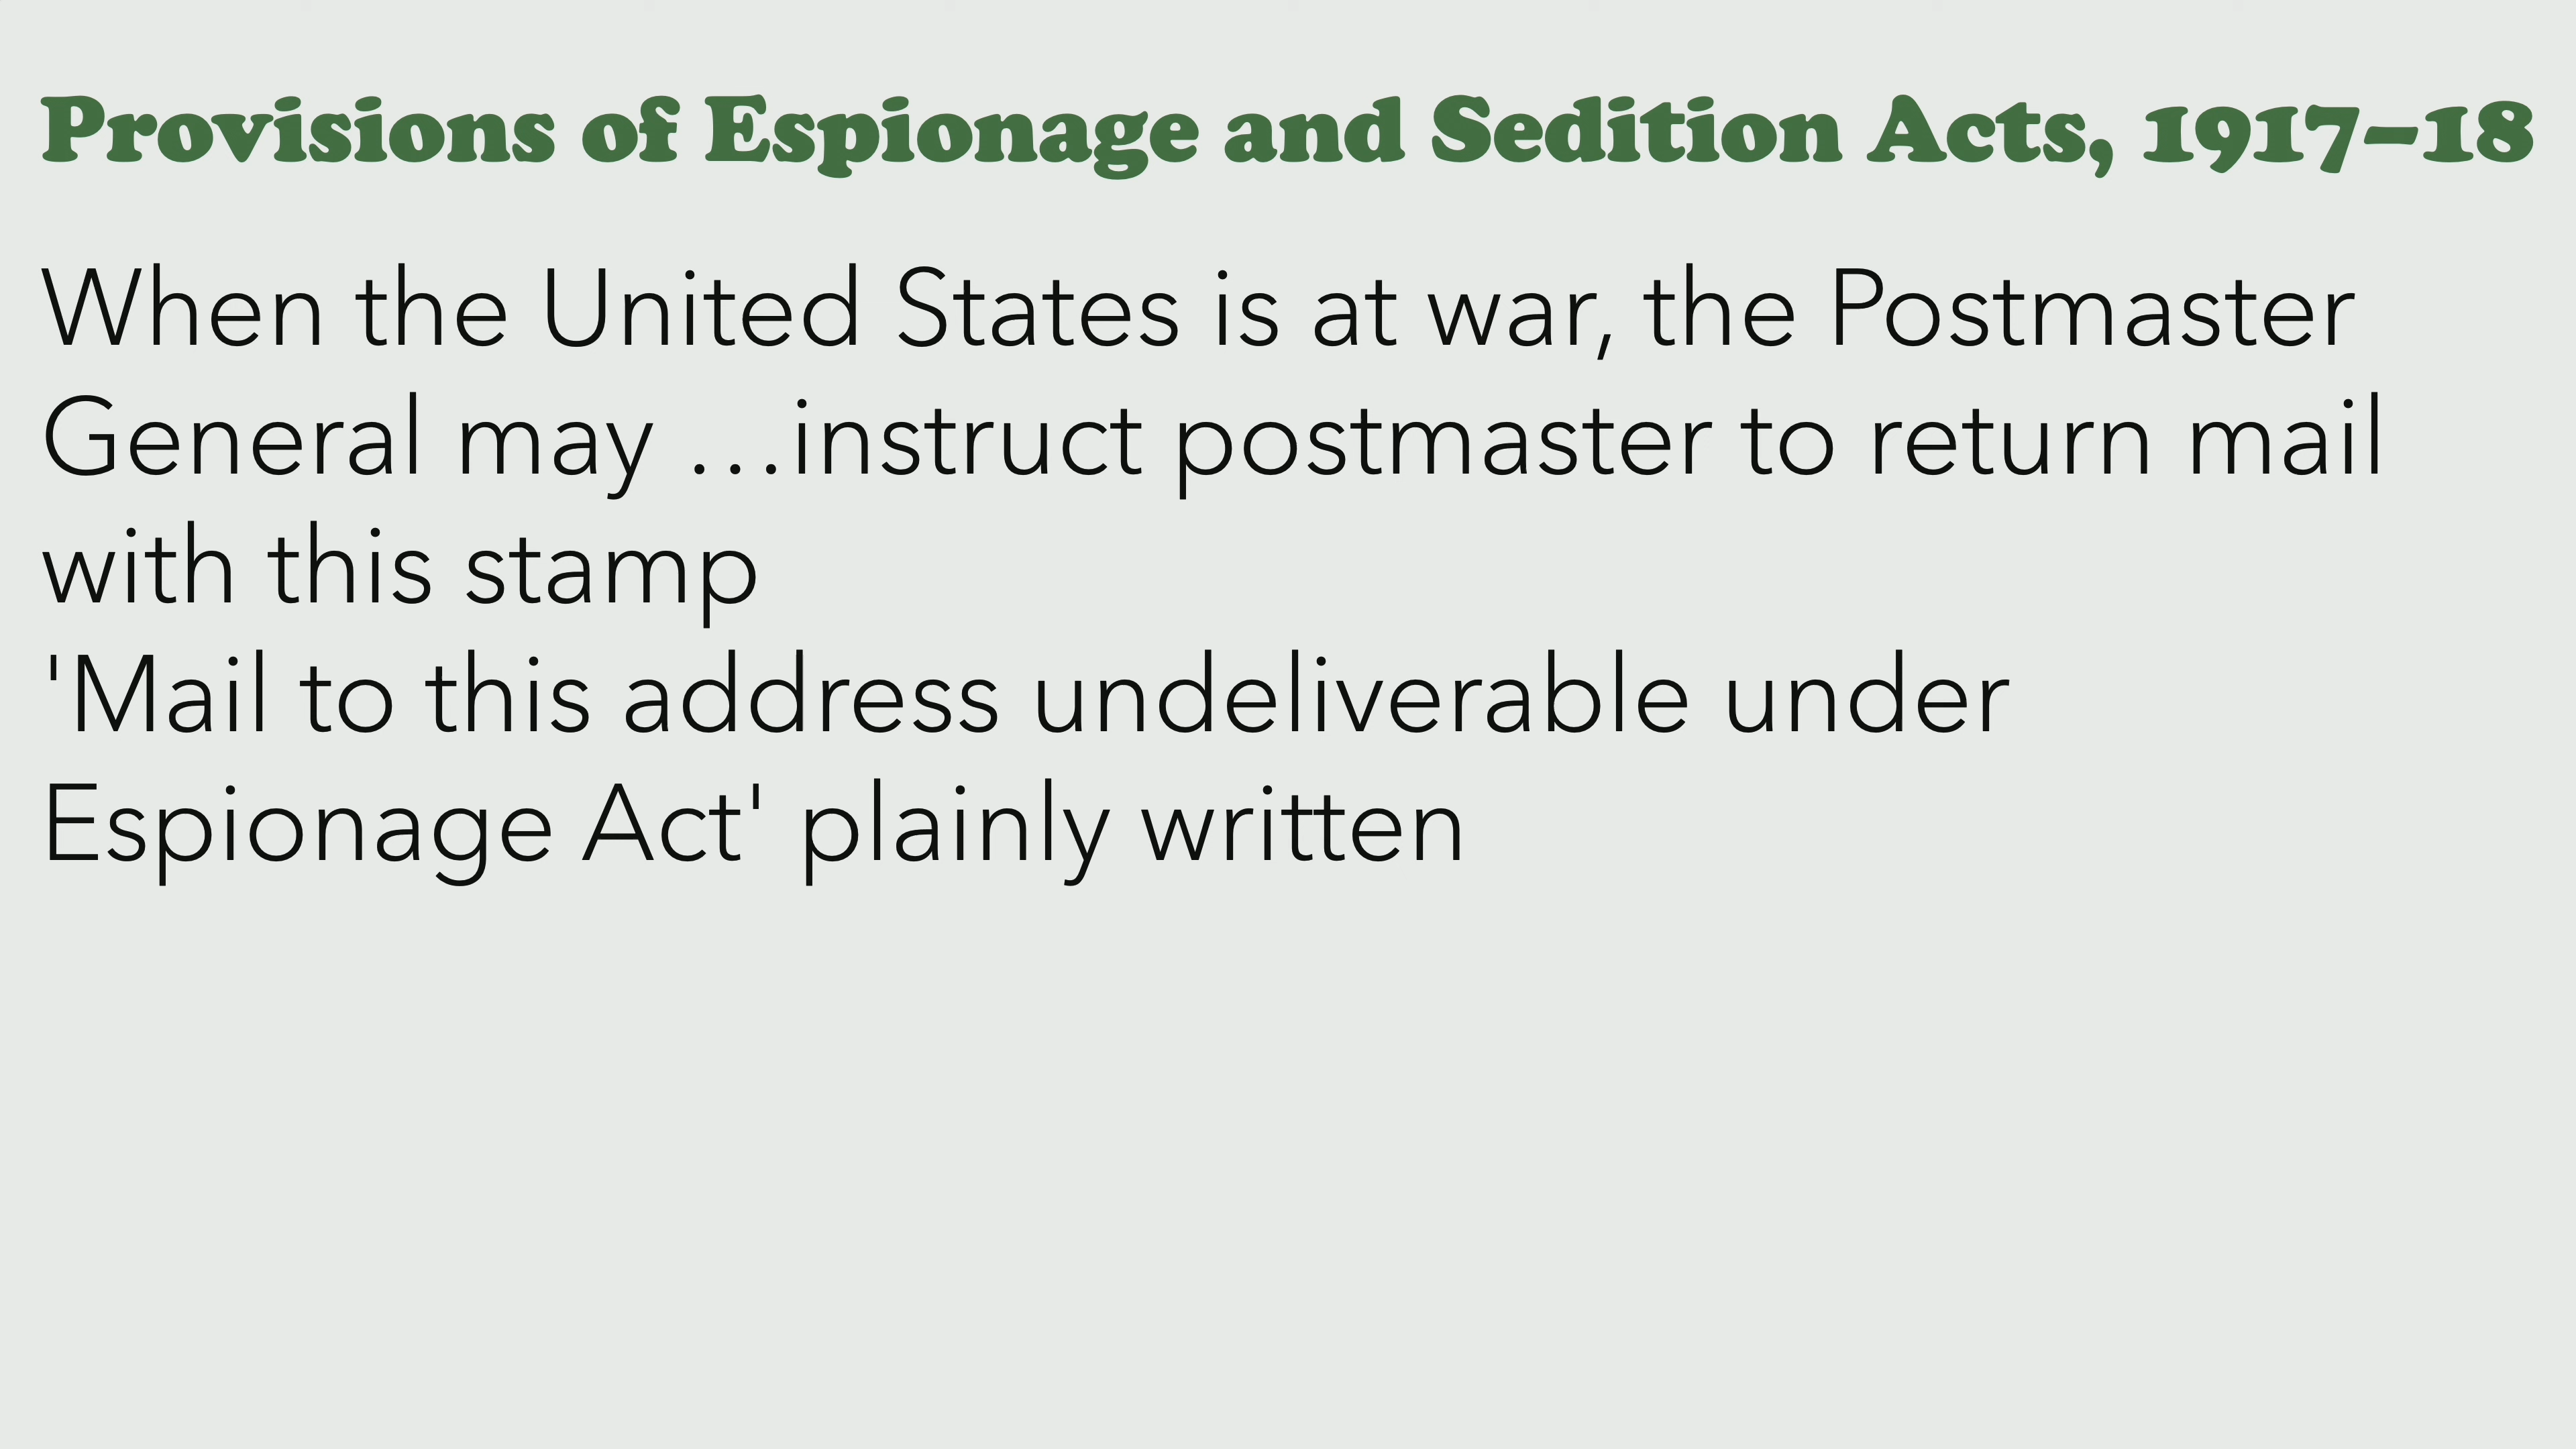 Provisions of Espionage and Sedition Acts, 1917–18
When the United States is at war, the Postmaster
General may …instruct postmaster to return mail
with this stamp
'Mail to this address undeliverable under
Espionage Act' plainly written